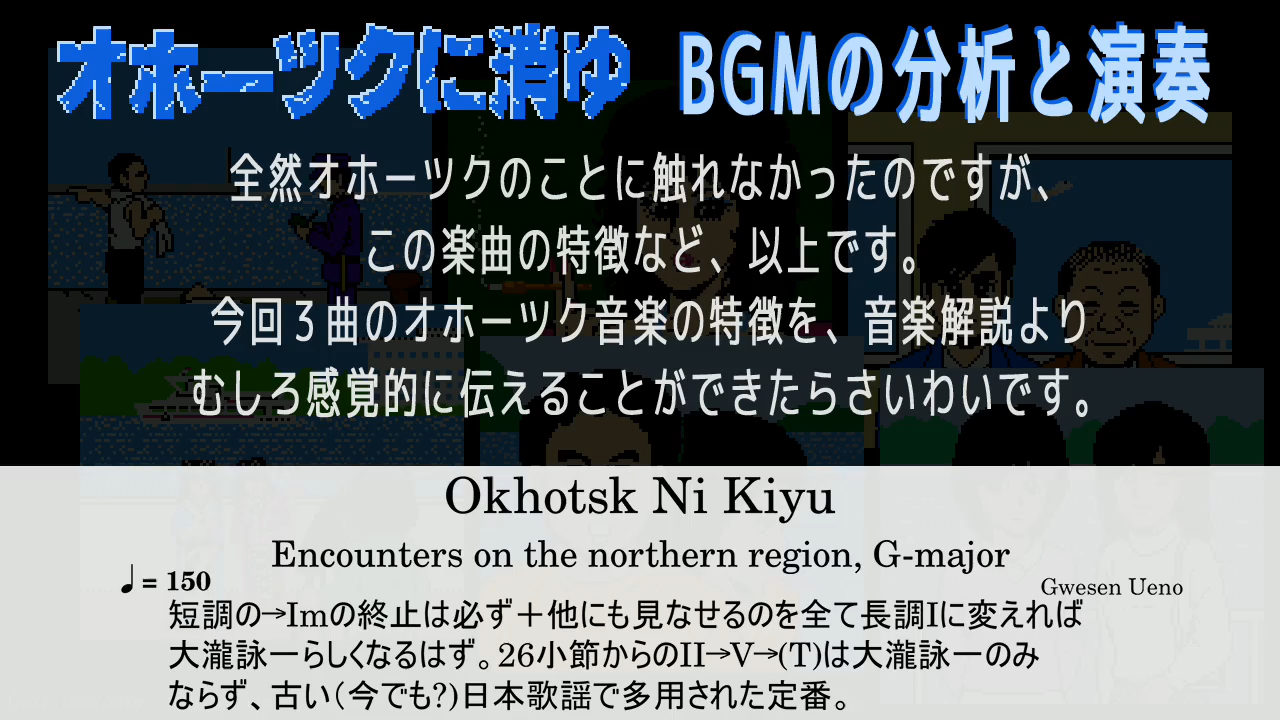 オホーツクに消ゆ BGMの分析と演奏
全然オホーツクのことに触れなかったのですが、
この楽曲の特徴など、以上です。
今回３曲のオホーツク音楽の特徴を、音楽解説より
むしろ感覚的に伝えることができたらさいわいです。
Okhotsk Ni Kiyu
Encounters on the northern region, G-major
♩= 150
Gwesen Ueno
短調の→Imの終止は必ず＋他にも見なせるのを全て長調Iに変えれば
大瀧詠一らしくなるはず。26小節からのII→V→(T)は大瀧詠一のみ
ならず、古い（今でも?)日本歌謡で多用された定番。